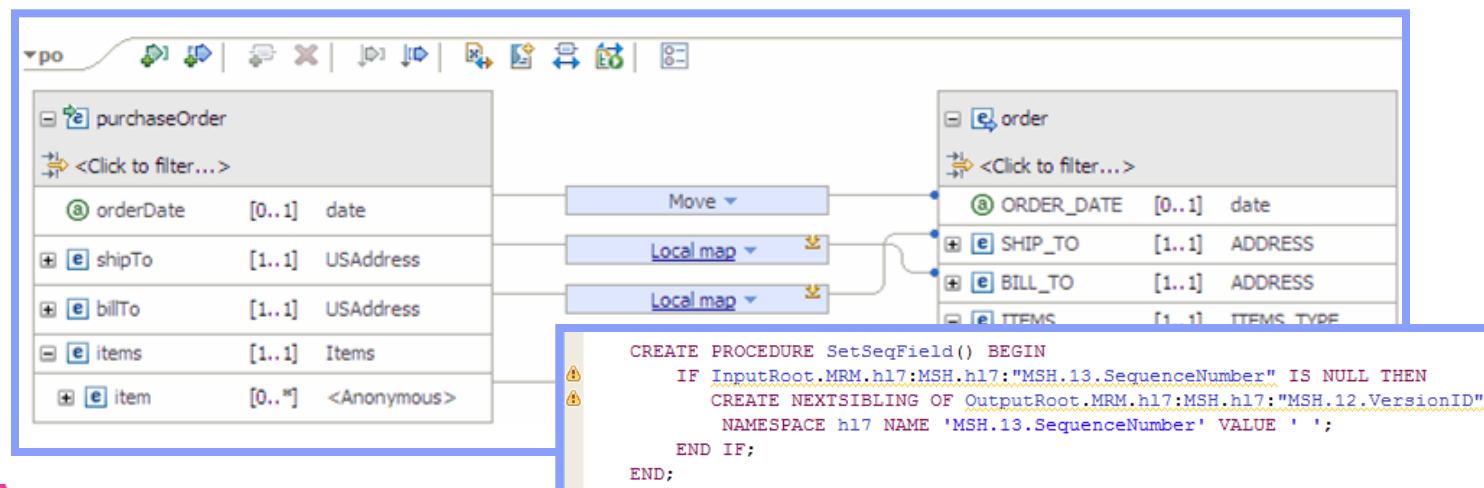 po
purchaseOrder
<Click to filter...>
orderDate [0..1] date
shipTo [1..1] USAddress
billTo [1..1] USAddress
items [1..1] Items
item [0..*] <Anonymous>
Move
Local map
Local map
order
<Click to filter...>
ORDER_DATE [0..1] date
SHIP_TO [1..1] ADDRESS
BILL_TO [1..1] ADDRESS
ITEMS [1..1] ITEMS_TYPE
CREATE PROCEDURE SetSeqField() BEGIN
IF InputRoot.MRM.hl7:MSH.hl7:"MSH.13.SequenceNumber" IS NULL THEN
CREATE NEXTSIBLING OF OutputRoot.MRM.hl7:MSH.hl7:"MSH.12.VersionID"
NAMESPACE hl7 NAME 'MSH.13.SequenceNumber' VALUE ' ';
END IF;
END;